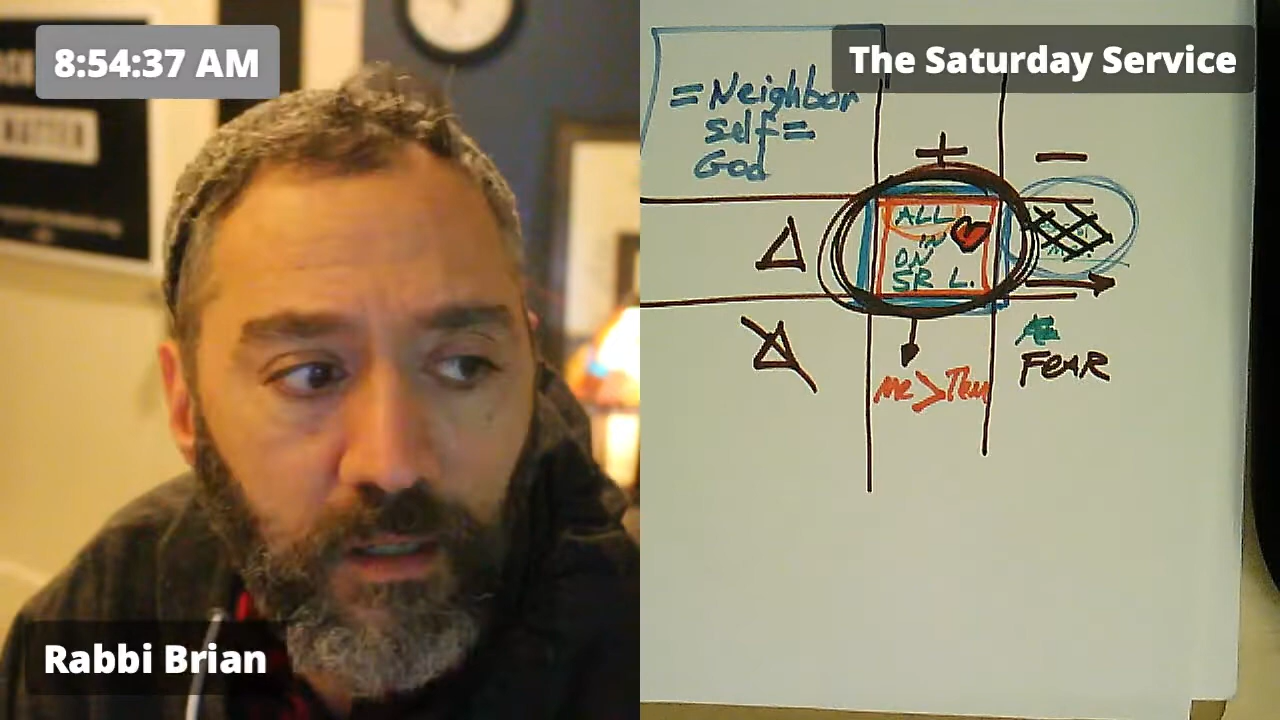 8:54:37 AM
The Saturday Service
MATTER
= Neighbor
self =
God
+
−
ALL
IN
ON
SR L.
Δ
Δ
FEAR
me > Them
Rabbi Brian